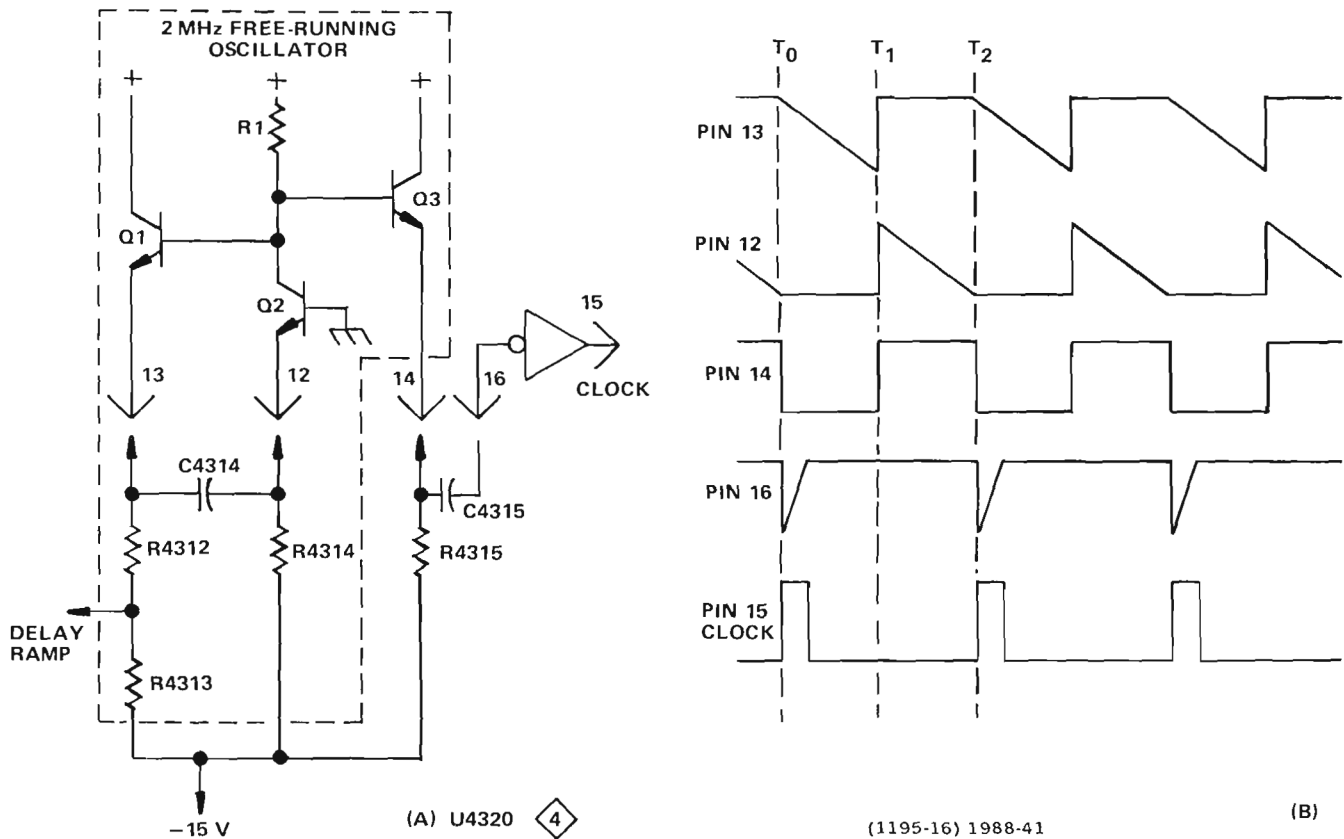 2 MHz FREE-RUNNING
OSCILLATOR
+ + +
R1
Q1
Q3
Q2
13
12
14
16
15
CLOCK
C4314
C4315
R4312
R4314
R4315
DELAY
RAMP
R4313
−15 V
(A) U4320 4
T0 T1 T2
PIN 13
PIN 12
PIN 14
PIN 16
PIN 15
CLOCK
(1195-16) 1988-41
(B)